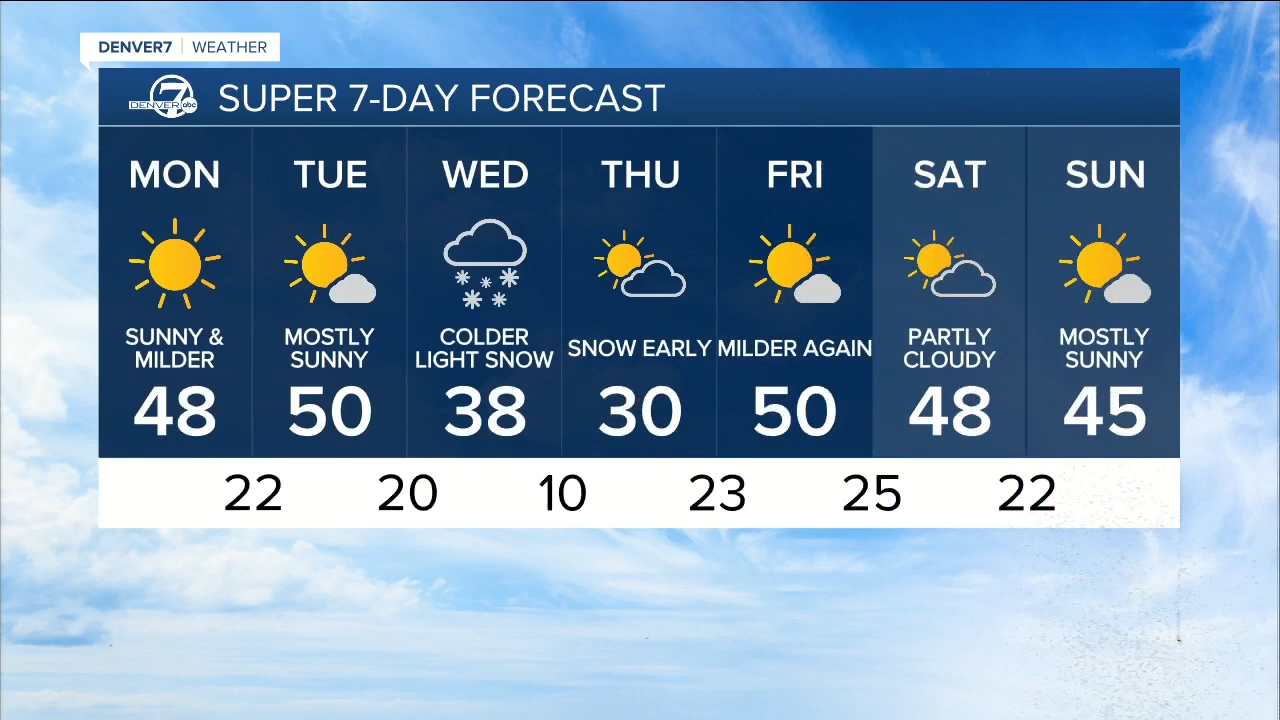 DENVER7 | WEATHER
7
DENVER abc
SUPER 7-DAY FORECAST
MON TUE WED THU FRI SAT SUN
SUNNY &
MILDER
MOSTLY
SUNNY
COLDER
LIGHT SNOW
SNOW EARLY
MILDER AGAIN
PARTLY
CLOUDY
MOSTLY
SUNNY
48 50 38 30 50 48 45
22 20 10 23 25 22